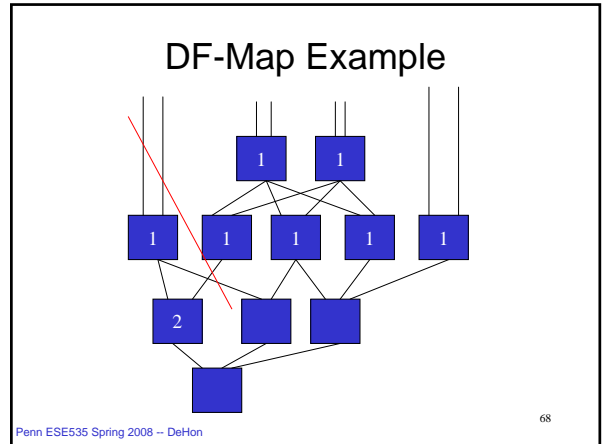 DF-Map Example
1 1
1 1 1 1 1
2
Penn ESE535 Spring 2008 -- DeHon
68